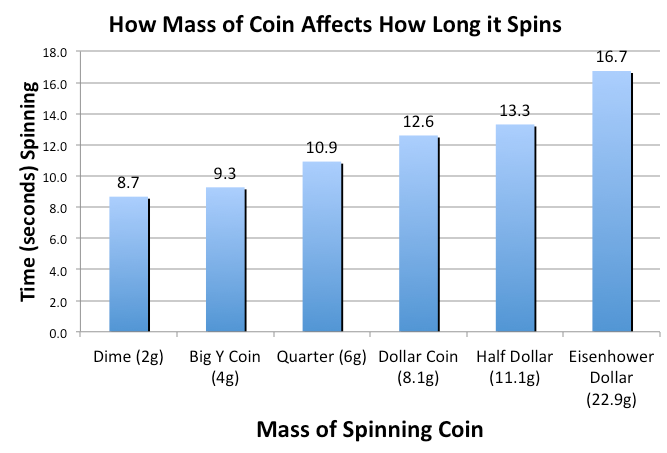 How Mass of Coin Affects How Long it Spins
Time (seconds) Spinning
18.0
16.0
14.0
12.0
10.0
8.0
6.0
4.0
2.0
0.0
8.7
9.3
10.9
12.6
13.3
16.7
Dime (2g)
Big Y Coin
(4g)
Quarter (6g)
Dollar Coin
(8.1g)
Half Dollar
(11.1g)
Eisenhower
Dollar
(22.9g)
Mass of Spinning Coin